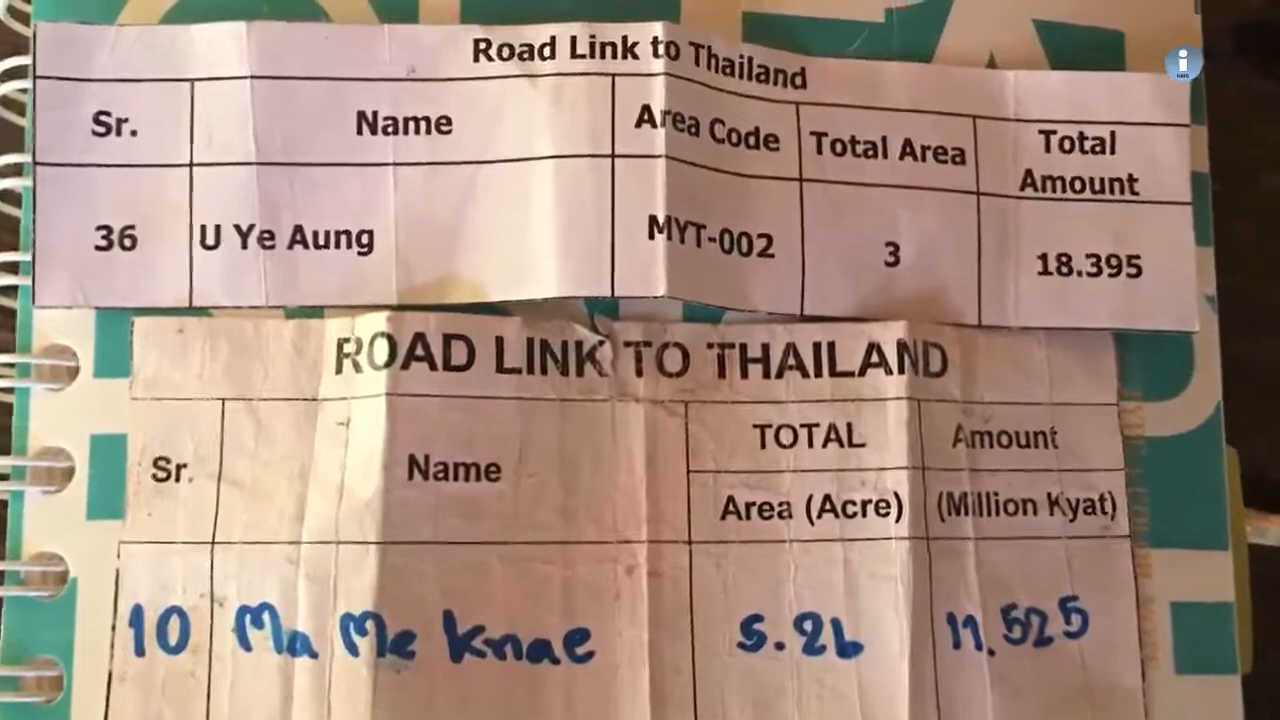 Road Link to Thailand
Sr. Name Area Code Total Area Total Amount
36 U Ye Aung MYT-002 3 18.395
ROAD LINK TO THAILAND
Sr. Name TOTAL Amount
Area (Acre) (Million Kyat)
10 Ma Me Knae 5.26 11.525